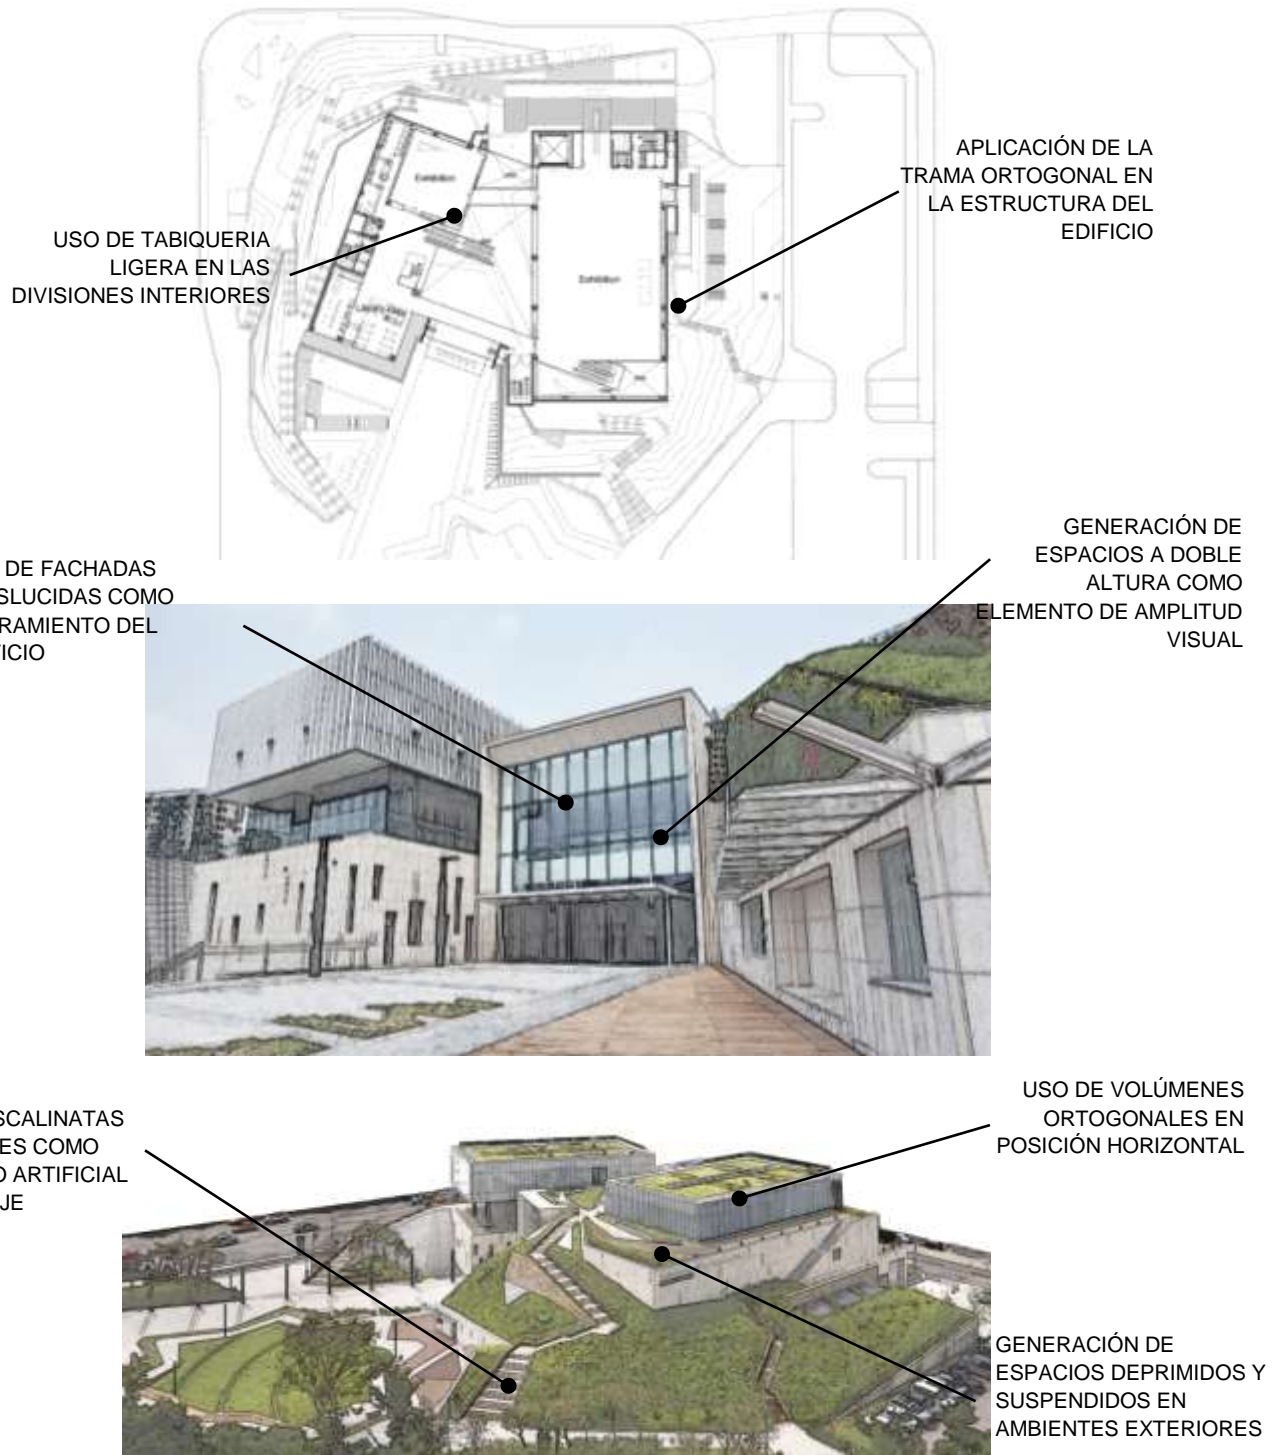 APLICACIÓN DE LA
TRAMA ORTOGONAL EN
LA ESTRUCTURA DEL
EDIFICIO
USO DE TABIQUERIA
LIGERA EN LAS
DIVISIONES INTERIORES
Exhibition
Exhibition
GENERACIÓN DE
ESPACIOS A DOBLE
ALTURA COMO
ELEMENTO DE AMPLITUD
VISUAL
DE FACHADAS
SLUCIDAS COMO
RAMIENTO DEL
ICIO
USO DE VOLÚMENES
ORTOGONALES EN
POSICIÓN HORIZONTAL
SCALINATAS
ES COMO
O ARTIFICIAL
JE
GENERACIÓN DE
ESPACIOS DEPRIMIDOS Y
SUSPENDIDOS EN
AMBIENTES EXTERIORES